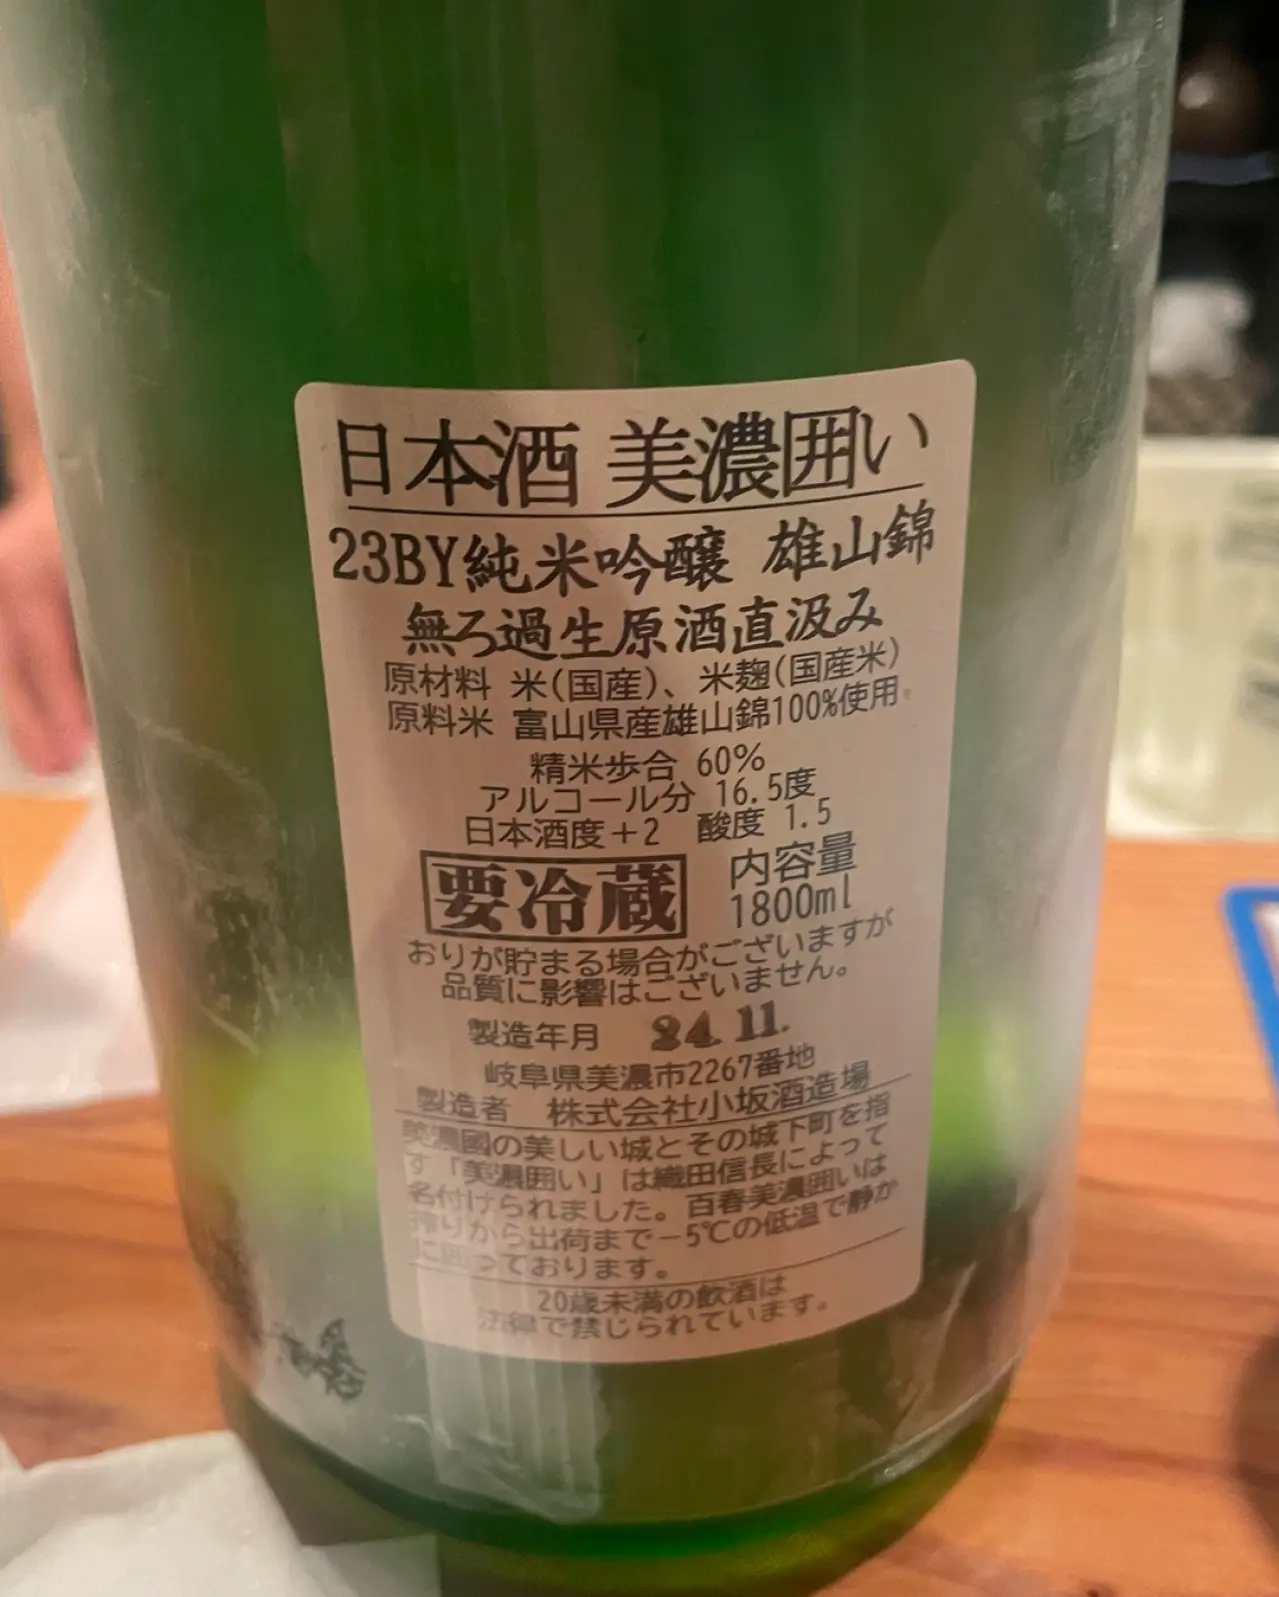 日本酒 美濃囲い
23BY純米吟醸 雄山錦
無ろ過生原酒直汲み
原材料 米(国産)、米麹(国産米)
原料米 富山県産雄山錦100%使用
精米歩合 60%
アルコール分 16.5度
日本酒度+2 酸度 1.5
要冷蔵
内容量
1800ml
おりが貯まる場合がございますが
品質に影響はございません。
製造年月 24.11.
岐阜県美濃市2267番地
製造者 株式会社小坂酒造場
美濃國の美しい城とその城下町を指
す「美濃囲い」は織田信長によって
名付けられました。百春美濃囲いは
搾りから出荷まで-5℃の低温で静か
に囲っております。
20歳未満の飲酒は
法律で禁じられています。